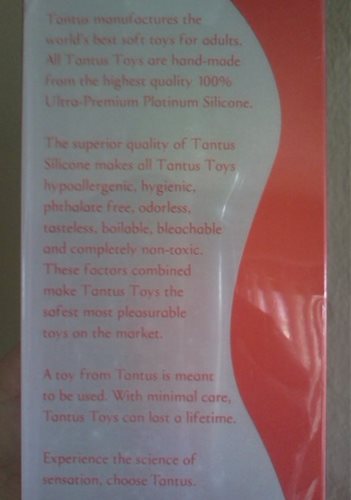 Tantus manufactures the
world's best soft toys for adults.
All Tantus Toys are hand-made
from the highest quality 100%
Ultra-Premium Platinum Silicone.
The superior quality of Tantus
Silicone makes all Tantus Toys
hypoallergenic, hygienic,
phthalate free, odorless,
tasteless, boilable, bleachable
and completely non-toxic.
These factors combined
make Tantus Toys the
safest most pleasurable
toys on the market.
A toy from Tantus is meant
to be used. With minimal care,
Tantus Toys can last a lifetime.
Experience the science of
sensation, choose Tantus.